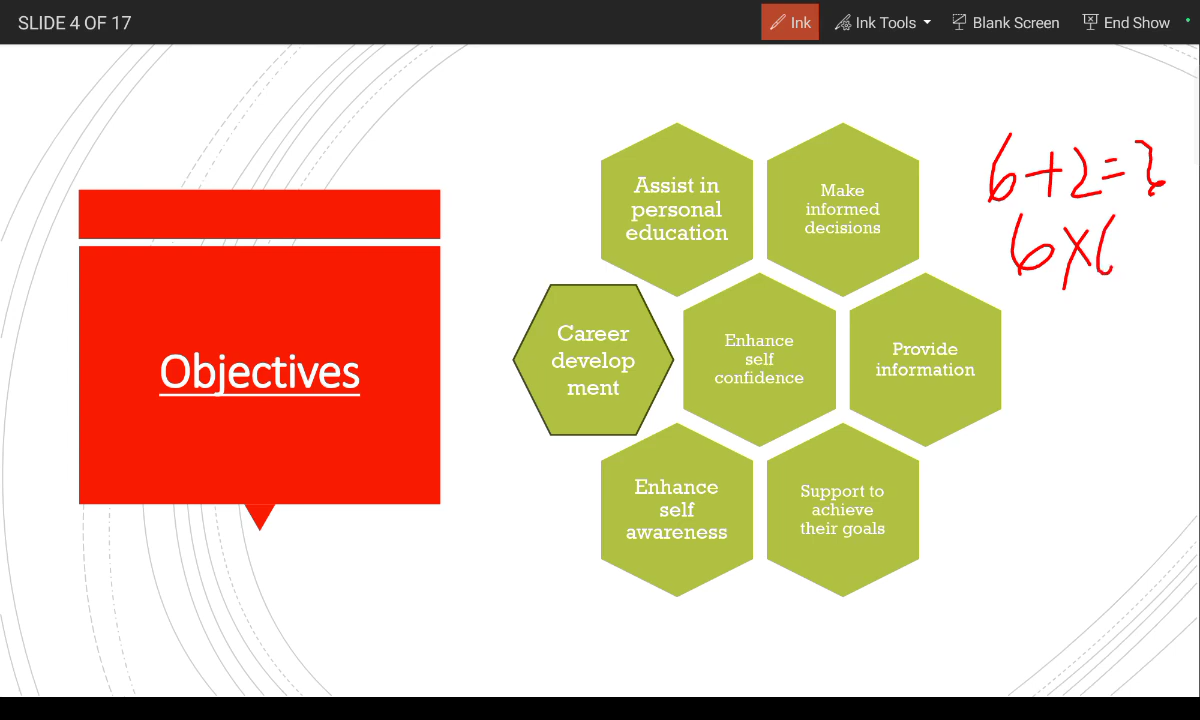 SLIDE 4 OF 17
Ink
Ink Tools
Blank Screen
End Show
Objectives
Assist in
personal
education
Make
informed
decisions
Career
develop
ment
Enhance
self
confidence
Provide
information
Enhance
self
awareness
Support to
achieve
their goals
6+2=?
6×(